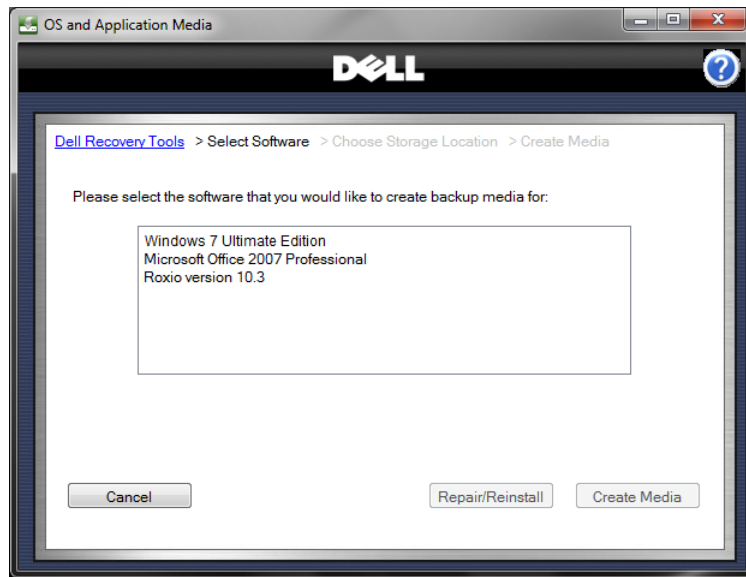 OS and Application Media
DELL
?
Dell Recovery Tools > Select Software > Choose Storage Location > Create Media
Please select the software that you would like to create backup media for:
Windows 7 Ultimate Edition
Microsoft Office 2007 Professional
Roxio version 10.3
Cancel Repair/Reinstall Create Media